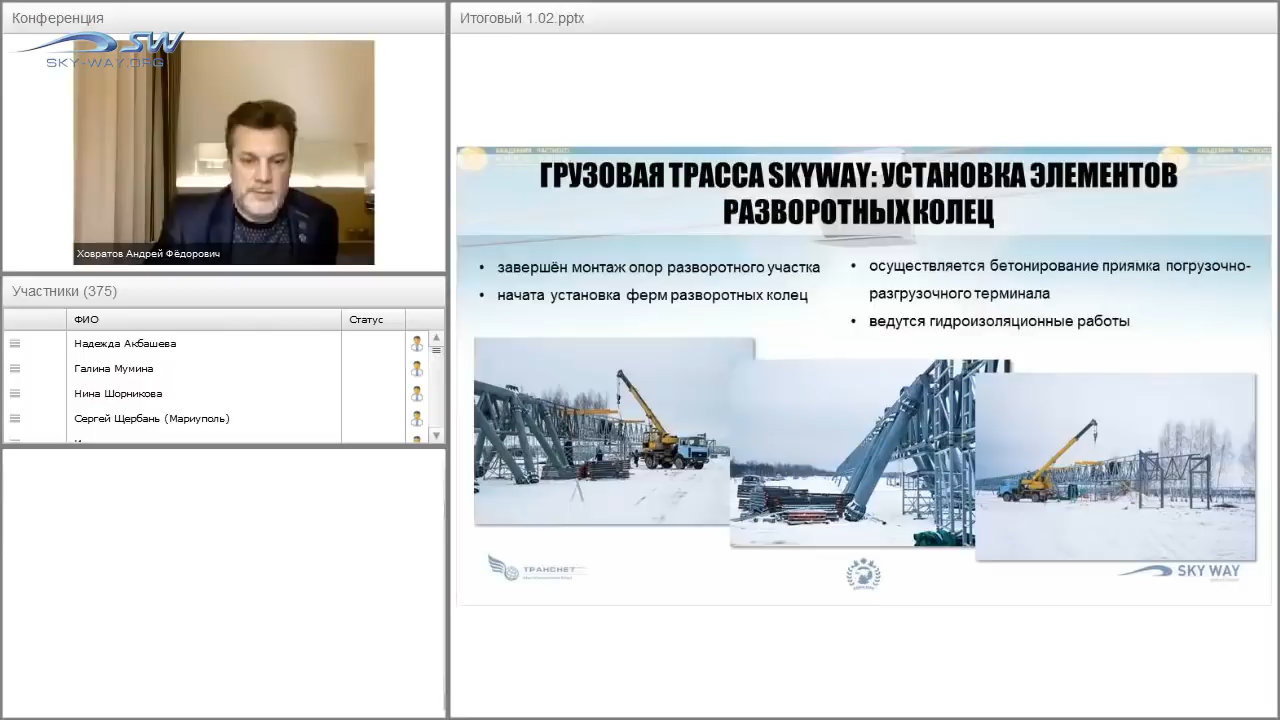 Конференция
SW
SKY-WAY.ORG
Ховратов Андрей Фёдорович
Участники (375)
ФИО
Статус
Надежда Акбашева
Галина Мумина
Нина Шорникова
Сергей Щербань (Мариуполь)
Итоговый 1.02.pptx
ГРУЗОВАЯ ТРАССА SKYWAY: УСТАНОВКА ЭЛЕМЕНТОВ
РАЗВОРОТНЫХ КОЛЕЦ
• завершён монтаж опор разворотного участка
• начата установка ферм разворотных колец
• осуществляется бетонирование приямка погрузочно-
разгрузочного терминала
• ведутся гидроизоляционные работы
ТРАНСНЕТ
SKY WAY